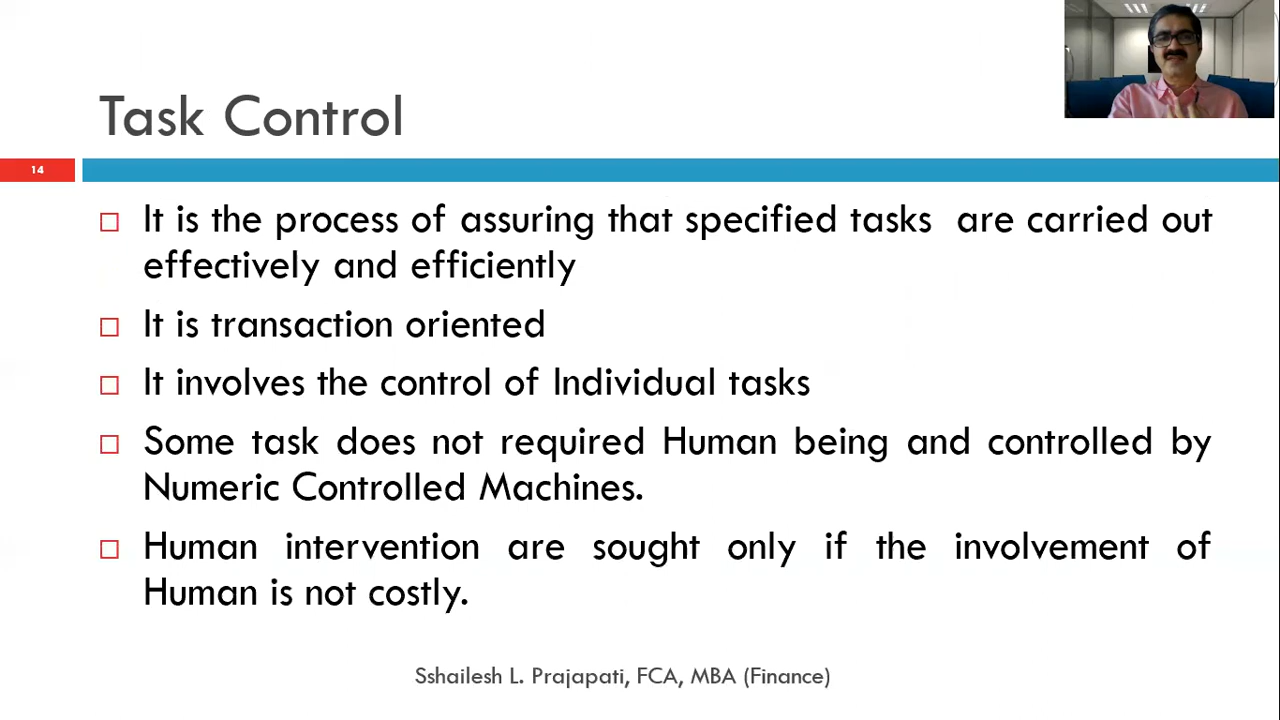 Task Control
14
It is the process of assuring that specified tasks are carried out
effectively and efficiently
It is transaction oriented
It involves the control of Individual tasks
Some task does not required Human being and controlled by
Numeric Controlled Machines.
Human intervention are sought only if the involvement of
Human is not costly.
Sshailesh L. Prajapati, FCA, MBA (Finance)